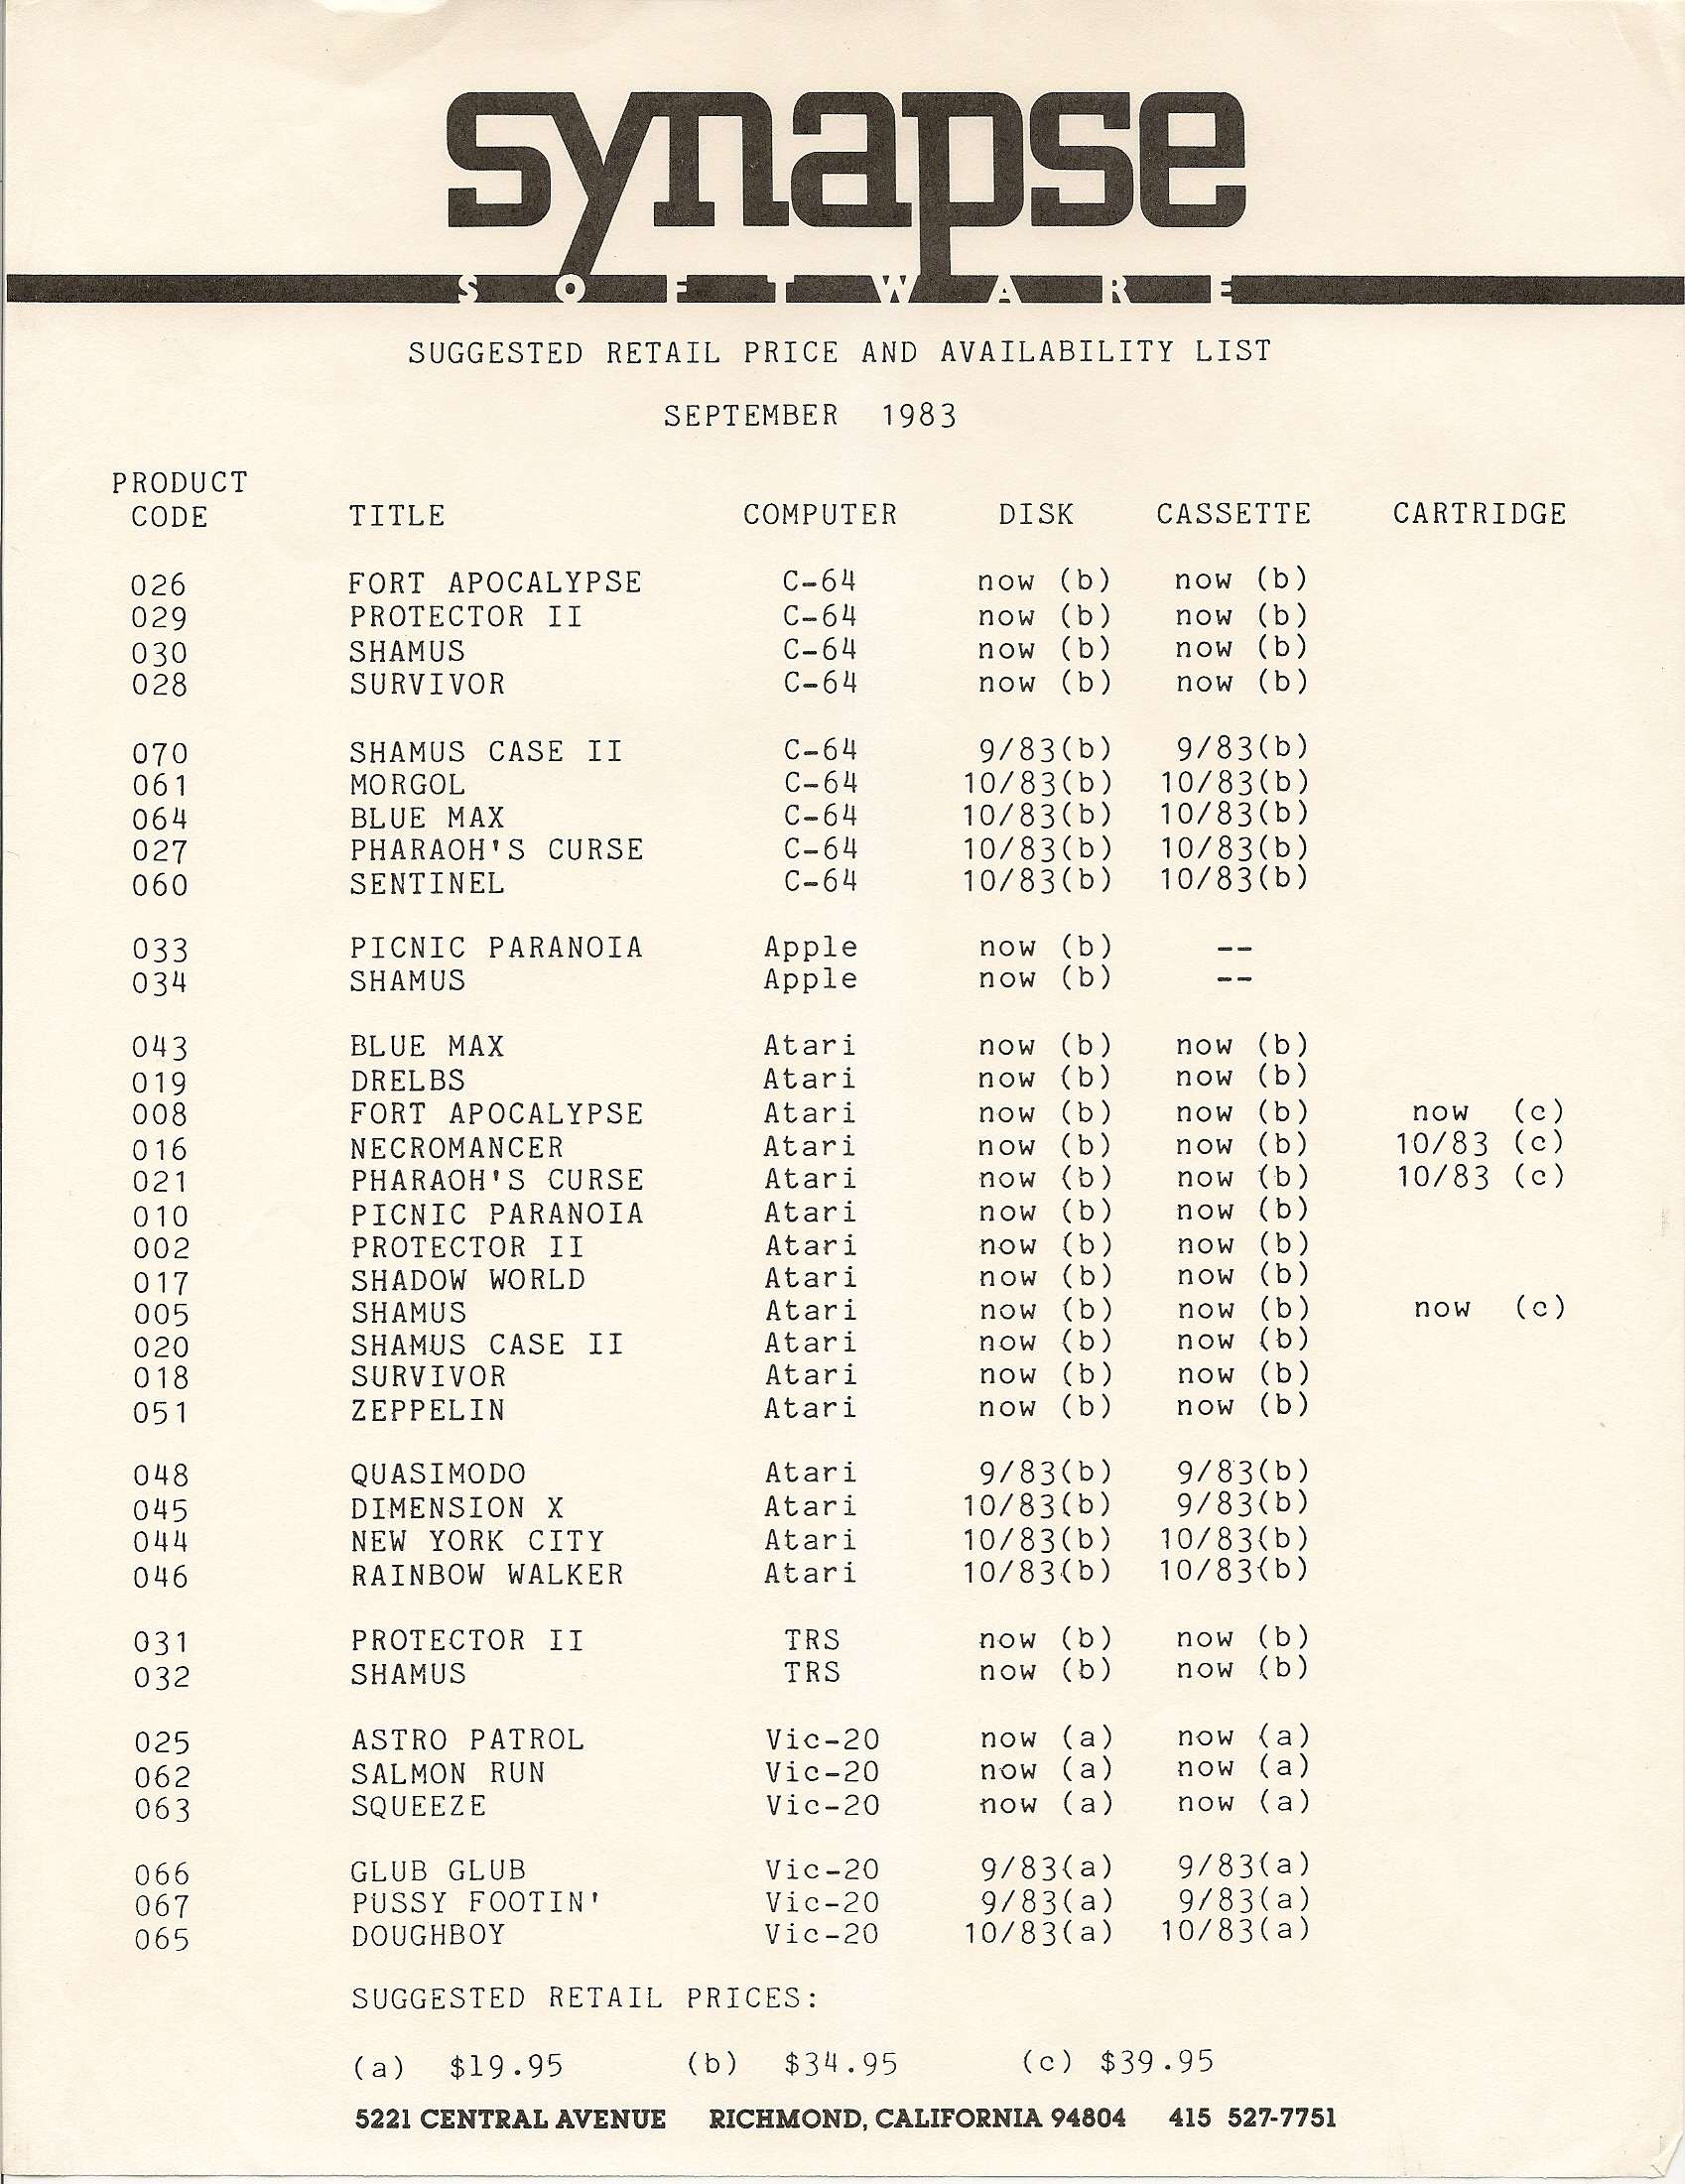 synapse
SOFTWARE
SUGGESTED RETAIL PRICE AND AVAILABILITY LIST
SEPTEMBER 1983
PRODUCT
CODE TITLE COMPUTER DISK CASSETTE CARTRIDGE
026 FORT APOCALYPSE C-64 now (b) now (b)
029 PROTECTOR II C-64 now (b) now (b)
030 SHAMUS C-64 now (b) now (b)
028 SURVIVOR C-64 now (b) now (b)
070 SHAMUS CASE II C-64 9/83(b) 9/83(b)
061 MORGOL C-64 10/83(b) 10/83(b)
064 BLUE MAX C-64 10/83(b) 10/83(b)
027 PHARAOH'S CURSE C-64 10/83(b) 10/83(b)
060 SENTINEL C-64 10/83(b) 10/83(b)
033 PICNIC PARANOIA Apple now (b) --
034 SHAMUS Apple now (b) --
043 BLUE MAX Atari now (b) now (b)
019 DRELBS Atari now (b) now (b)
008 FORT APOCALYPSE Atari now (b) now (b) now (c)
016 NECROMANCER Atari now (b) now (b) 10/83 (c)
021 PHARAOH'S CURSE Atari now (b) now (b) 10/83 (c)
010 PICNIC PARANOIA Atari now (b) now (b)
002 PROTECTOR II Atari now (b) now (b)
017 SHADOW WORLD Atari now (b) now (b)
005 SHAMUS Atari now (b) now (b) now (c)
020 SHAMUS CASE II Atari now (b) now (b)
018 SURVIVOR Atari now (b) now (b)
051 ZEPPELIN Atari now (b) now (b)
048 QUASIMODO Atari 9/83(b) 9/83(b)
045 DIMENSION X Atari 10/83(b) 9/83(b)
044 NEW YORK CITY Atari 10/83(b) 10/83(b)
046 RAINBOW WALKER Atari 10/83(b) 10/83(b)
031 PROTECTOR II TRS now (b) now (b)
032 SHAMUS TRS now (b) now (b)
025 ASTRO PATROL Vic-20 now (a) now (a)
062 SALMON RUN Vic-20 now (a) now (a)
063 SQUEEZE Vic-20 now (a) now (a)
066 GLUB GLUB Vic-20 9/83(a) 9/83(a)
067 PUSSY FOOTIN' Vic-20 9/83(a) 9/83(a)
065 DOUGHBOY Vic-20 10/83(a) 10/83(a)
SUGGESTED RETAIL PRICES:
(a) $19.95 (b) $34.95 (c) $39.95
5221 CENTRAL AVENUE RICHMOND, CALIFORNIA 94804 415 527-7751